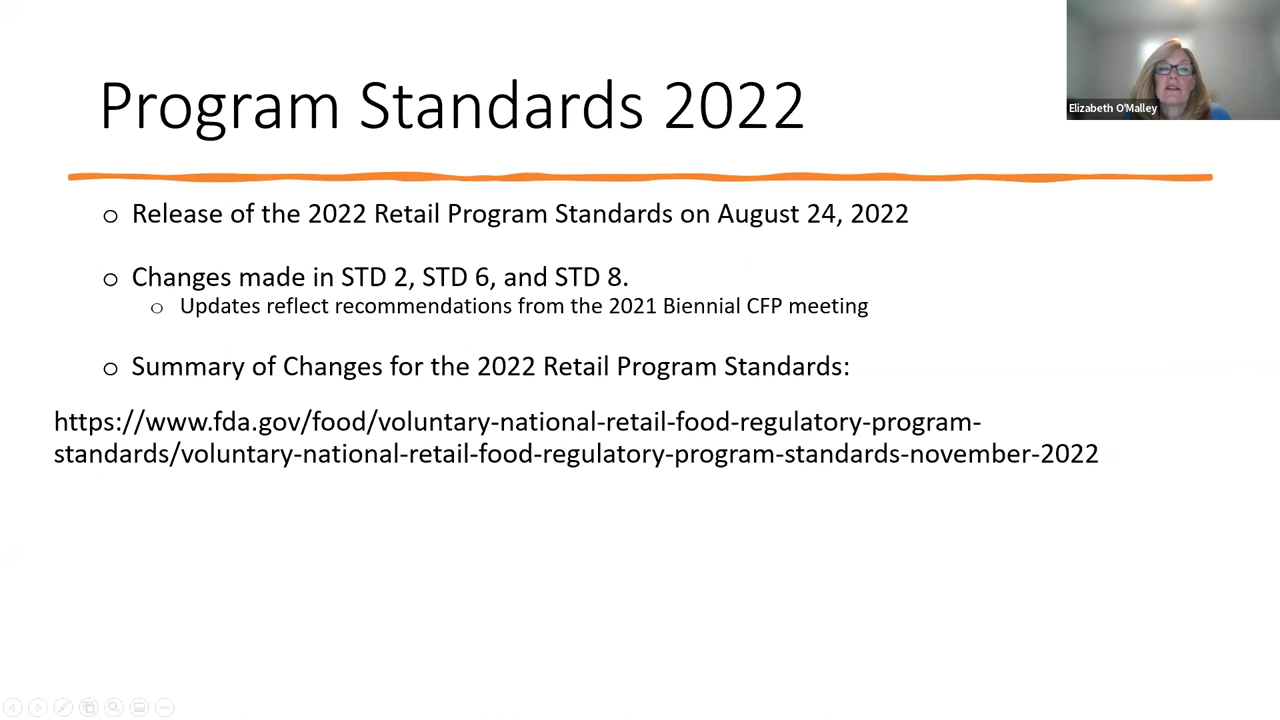 Program Standards 2022
Elizabeth O'Malley
Release of the 2022 Retail Program Standards on August 24, 2022
Changes made in STD 2, STD 6, and STD 8.
Updates reflect recommendations from the 2021 Biennial CFP meeting
Summary of Changes for the 2022 Retail Program Standards:
https://www.fda.gov/food/voluntary-national-retail-food-regulatory-program-
standards/voluntary-national-retail-food-regulatory-program-standards-november-2022